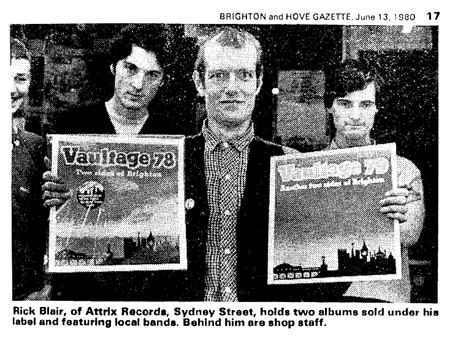 BRIGHTON and HOVE GAZETTE, June 13, 1980 17
Vaultage 78
Two sides of Brighton
Vaultage 79
Another two sides of Brighton
Rick Blair, of Attrix Records, Sydney Street, holds two albums sold under his
label and featuring local bands. Behind him are shop staff.